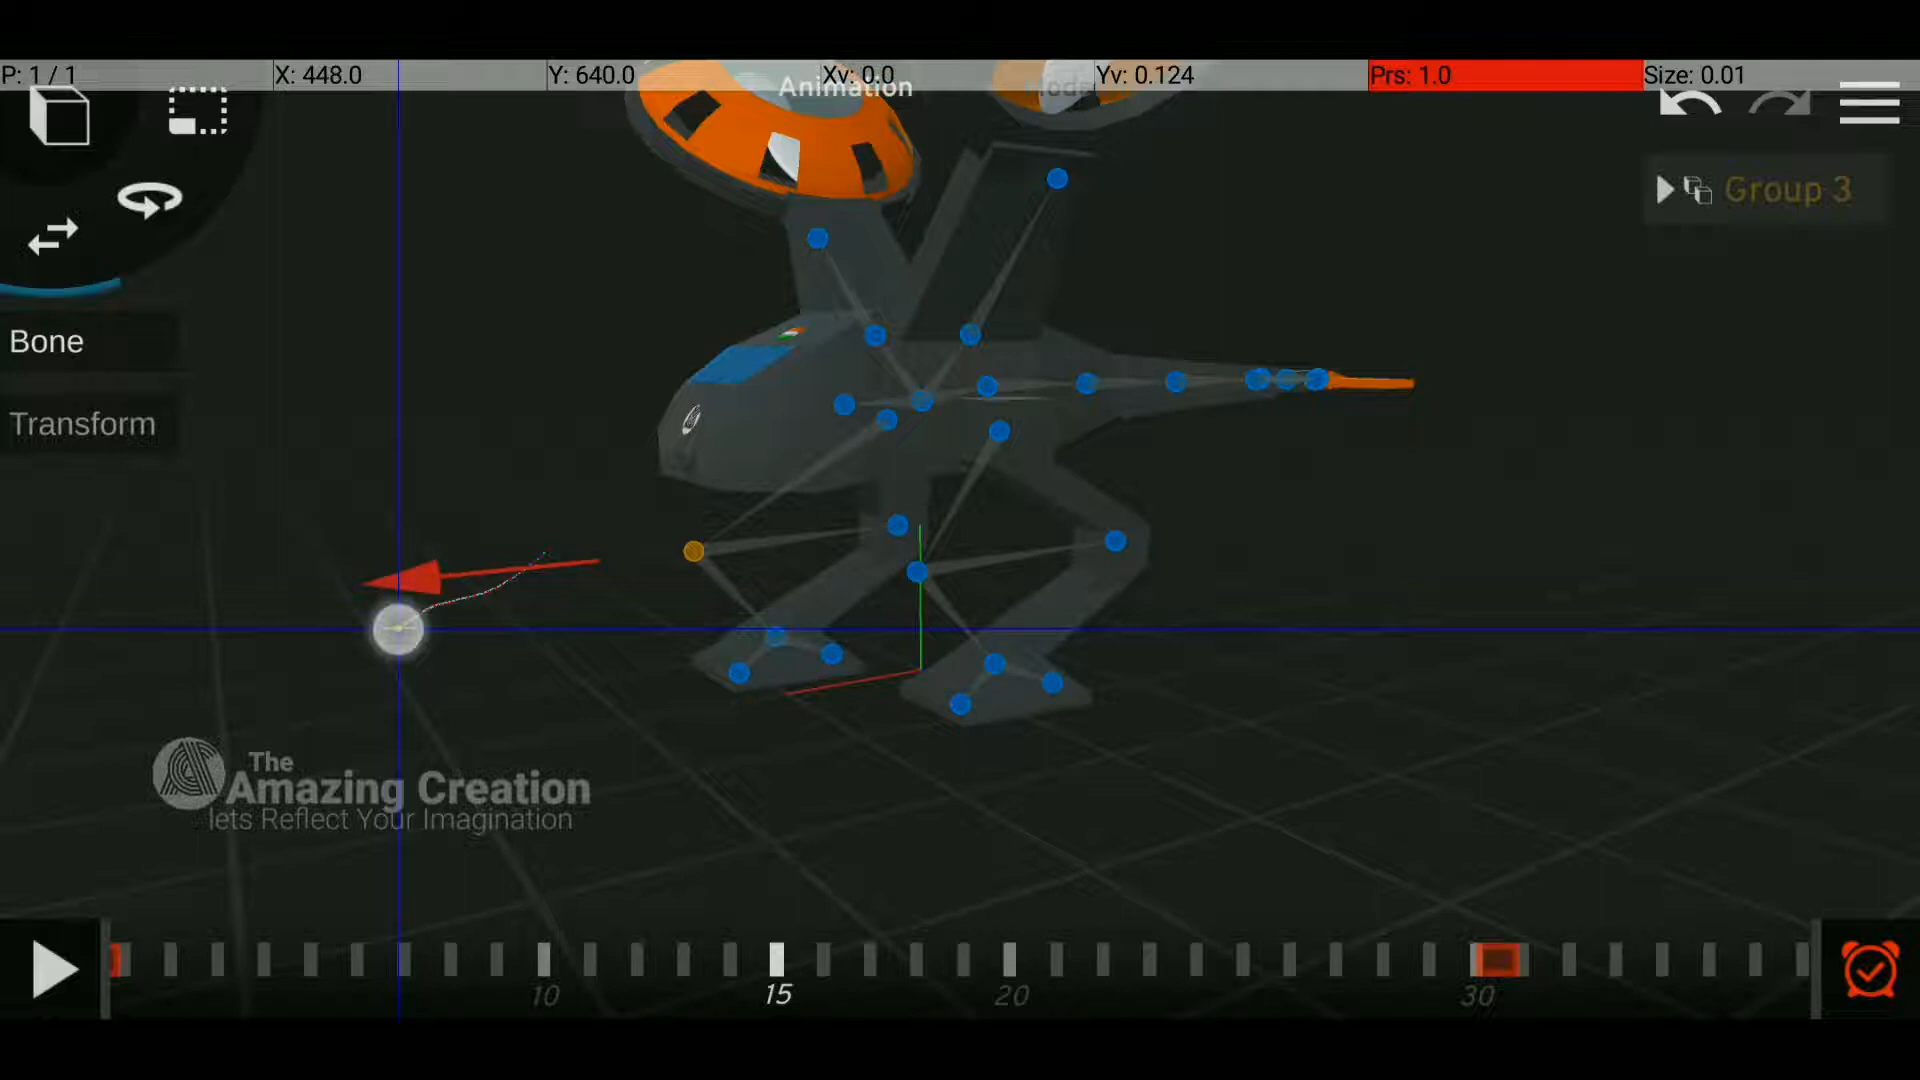 P: 1 / 1
X: 448.0
Y: 640.0
Xv: 0.0
Yv: 0.124
Prs: 1.0
Size: 0.01
Animation
Group 3
Bone
Transform
The
Amazing Creation
lets Reflect Your Imagination
10
15
20
30